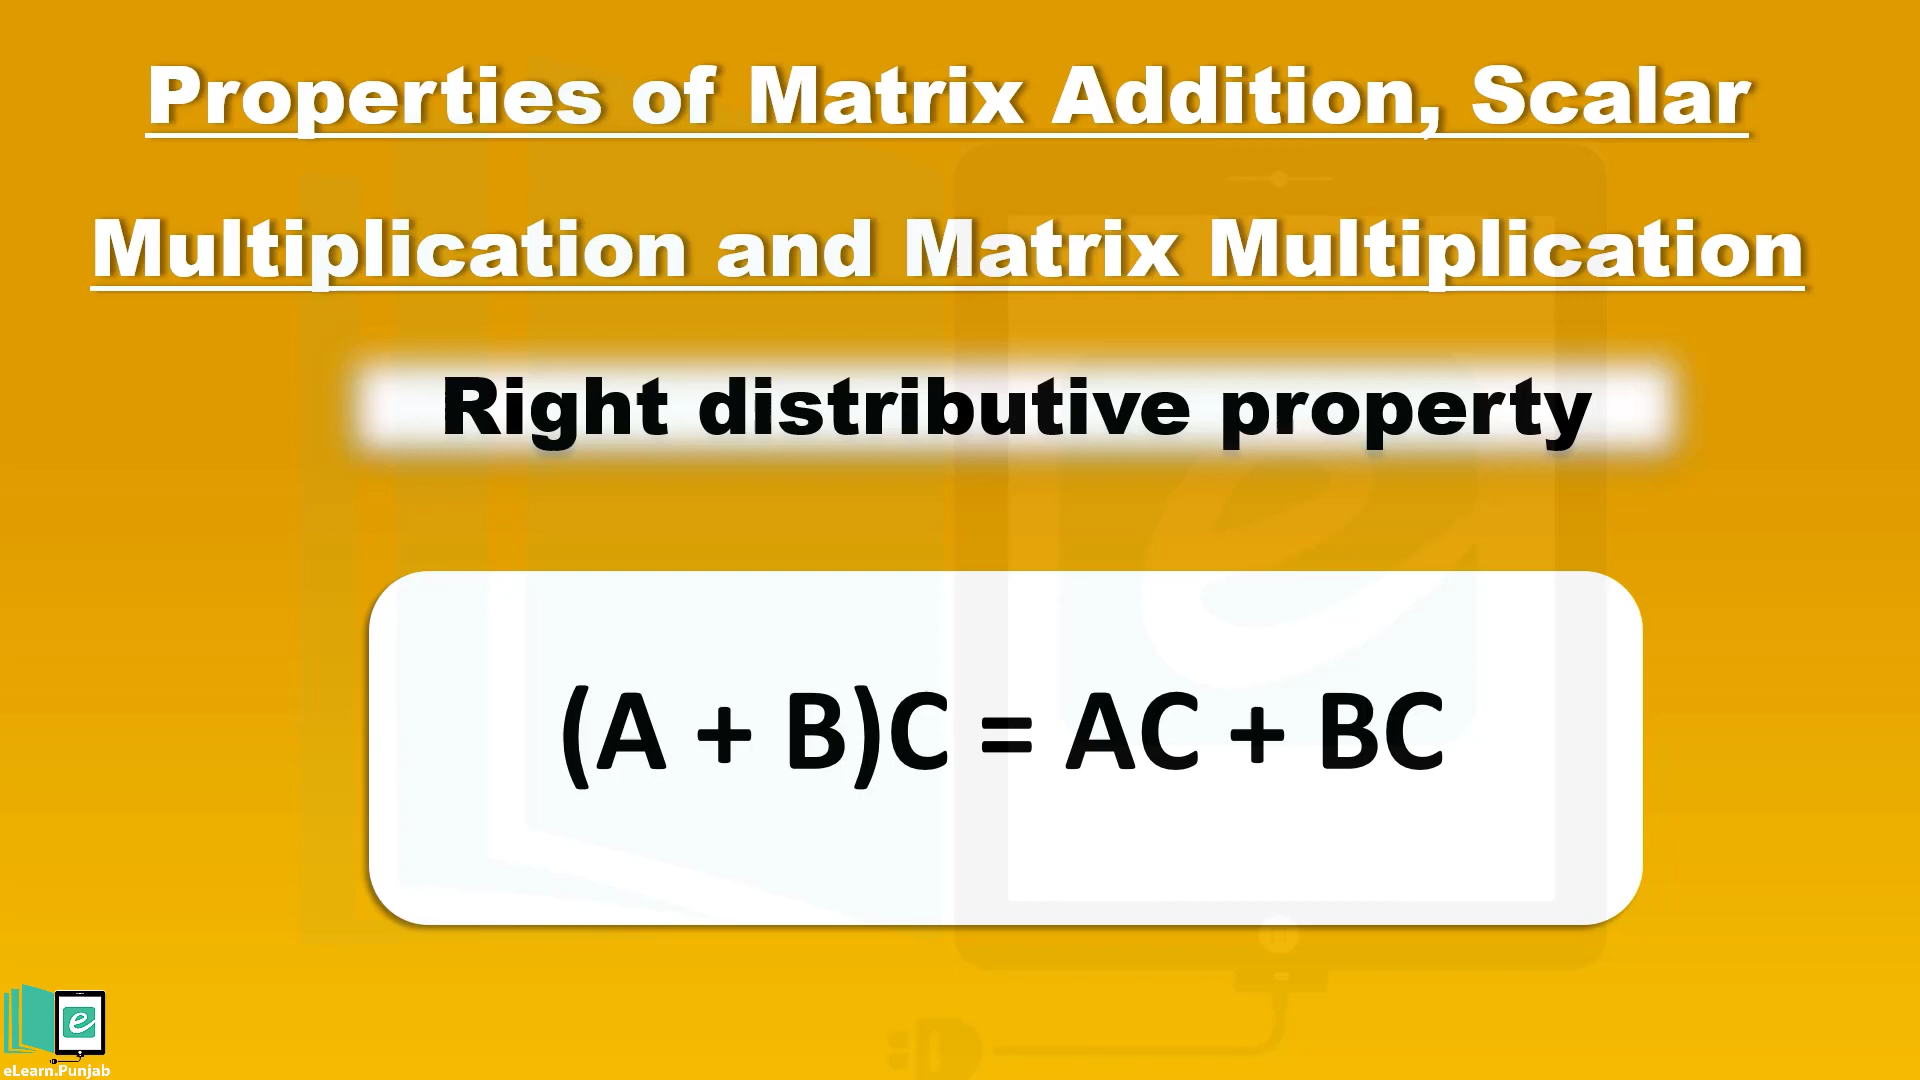 Properties of Matrix Addition, Scalar
Multiplication and Matrix Multiplication
Right distributive property
(A + B)C = AC + BC
e
eLearn.Punjab